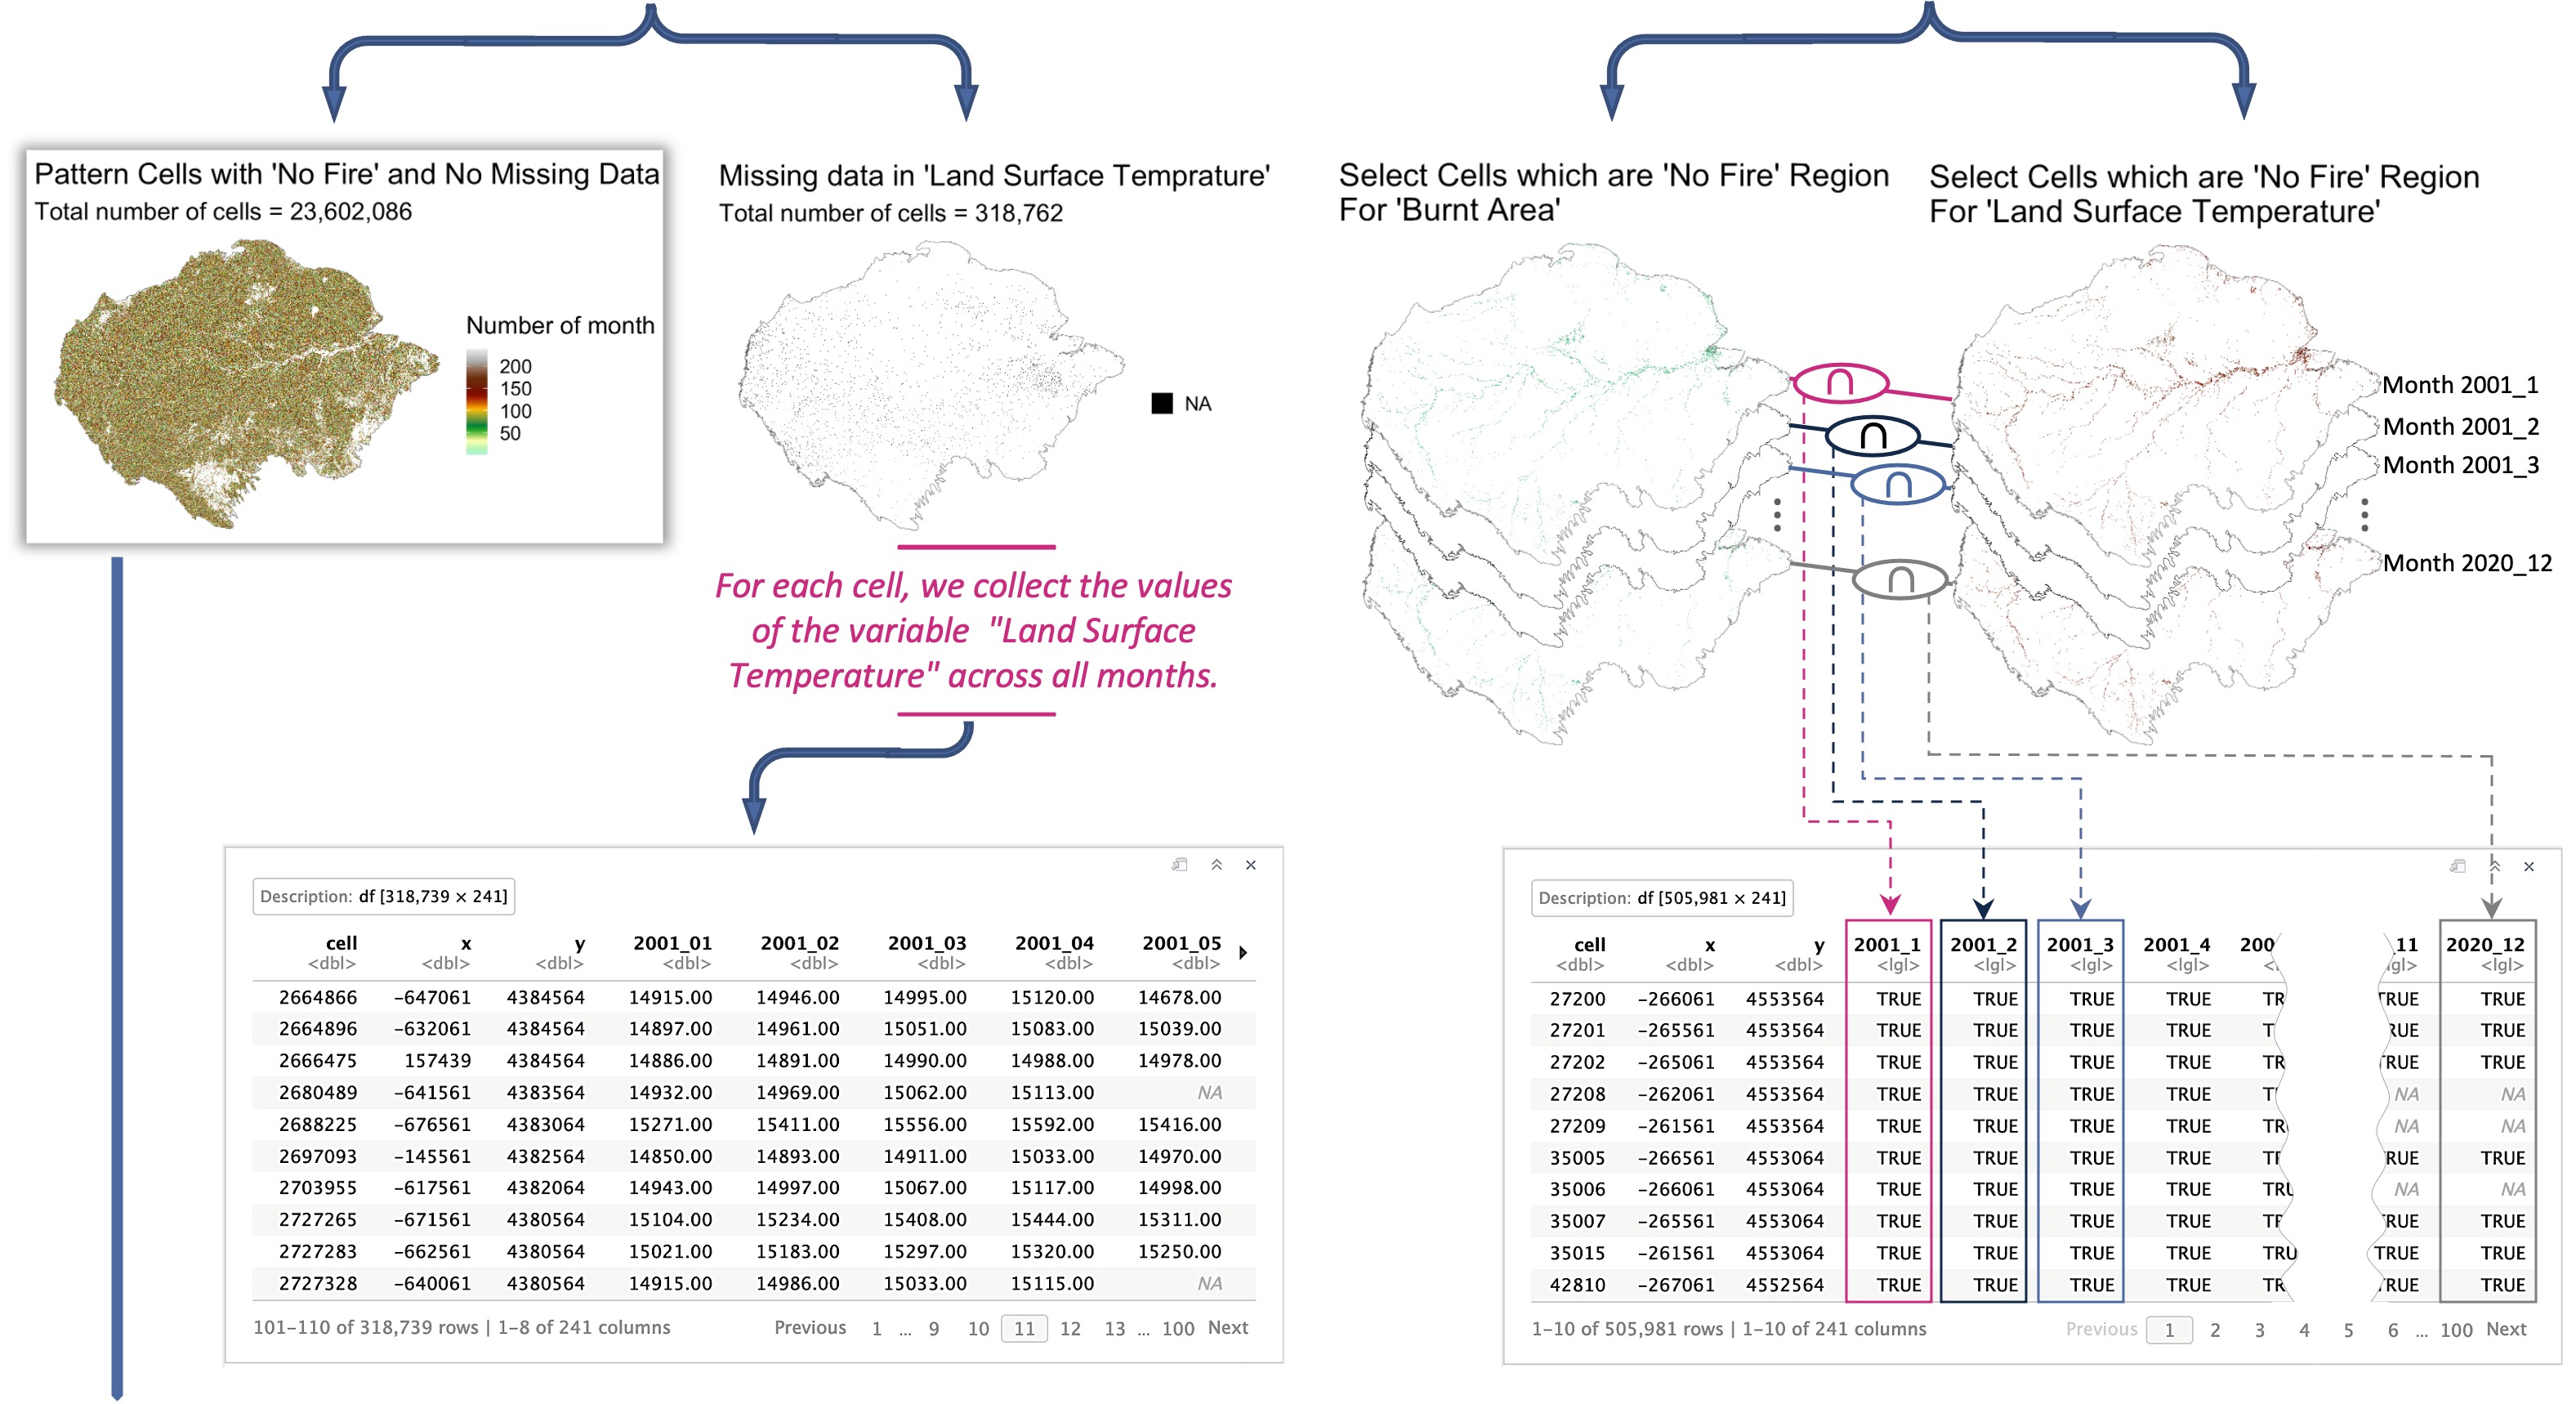 Pattern Cells with 'No Fire' and No Missing Data
Total number of cells = 23,602,086
Number of month
200
150
100
50
Missing data in 'Land Surface Temprature'
Total number of cells = 318,762
NA
For each cell, we collect the values
of the variable "Land Surface
Temperature" across all months.
Select Cells which are 'No Fire' Region
For 'Burnt Area'
Select Cells which are 'No Fire' Region
For 'Land Surface Temperature'
∩
∩
∩
∩
Month 2001_1
Month 2001_2
Month 2001_3
Month 2020_12
Description: df [318,739 × 241]
cell x y 2001_01 2001_02 2001_03 2001_04 2001_05
<dbl> <dbl> <dbl> <dbl> <dbl> <dbl> <dbl> <dbl>
2664866 -647061 4384564 14915.00 14946.00 14995.00 15120.00 14678.00
2664896 -632061 4384564 14897.00 14961.00 15051.00 15083.00 15039.00
2666475 157439 4384564 14886.00 14891.00 14990.00 14988.00 14978.00
2680489 -641561 4383564 14932.00 14969.00 15062.00 15113.00 NA
2688225 -676561 4383064 15271.00 15411.00 15556.00 15592.00 15416.00
2697093 -145561 4382564 14850.00 14893.00 14911.00 15033.00 14970.00
2703955 -617561 4382064 14943.00 14997.00 15067.00 15117.00 14998.00
2727265 -671561 4380564 15104.00 15234.00 15408.00 15444.00 15311.00
2727283 -662561 4380564 15021.00 15183.00 15297.00 15320.00 15250.00
2727328 -640061 4380564 14915.00 14986.00 15033.00 15115.00 NA
101-110 of 318,739 rows | 1-8 of 241 columns Previous 1 ... 9 10 11 12 13 ... 100 Next
Description: df [505,981 × 241]
cell x y 2001_1 2001_2 2001_3 2001_4 200 _11 2020_12
<dbl> <dbl> <dbl> <lgl> <lgl> <lgl> <lgl> <l lgl> <lgl>
27200 -266061 4553564 TRUE TRUE TRUE TRUE TR TRUE TRUE
27201 -265561 4553564 TRUE TRUE TRUE TRUE TR RUE TRUE
27202 -265061 4553564 TRUE TRUE TRUE TRUE TR TRUE TRUE
27208 -262061 4553564 TRUE TRUE TRUE TRUE T NA NA
27209 -261561 4553564 TRUE TRUE TRUE TRUE TR NA NA
35005 -266561 4553064 TRUE TRUE TRUE TRUE TR RUE TRUE
35006 -266061 4553064 TRUE TRUE TRUE TRUE TRU NA NA
35007 -265561 4553064 TRUE TRUE TRUE TRUE TR RUE TRUE
35015 -261561 4553064 TRUE TRUE TRUE TRUE TRU TRUE TRUE
42810 -267061 4552564 TRUE TRUE TRUE TRUE TR RUE TRUE
1-10 of 505,981 rows | 1-10 of 241 columns Previous 1 2 3 4 5 6 ... 100 Next